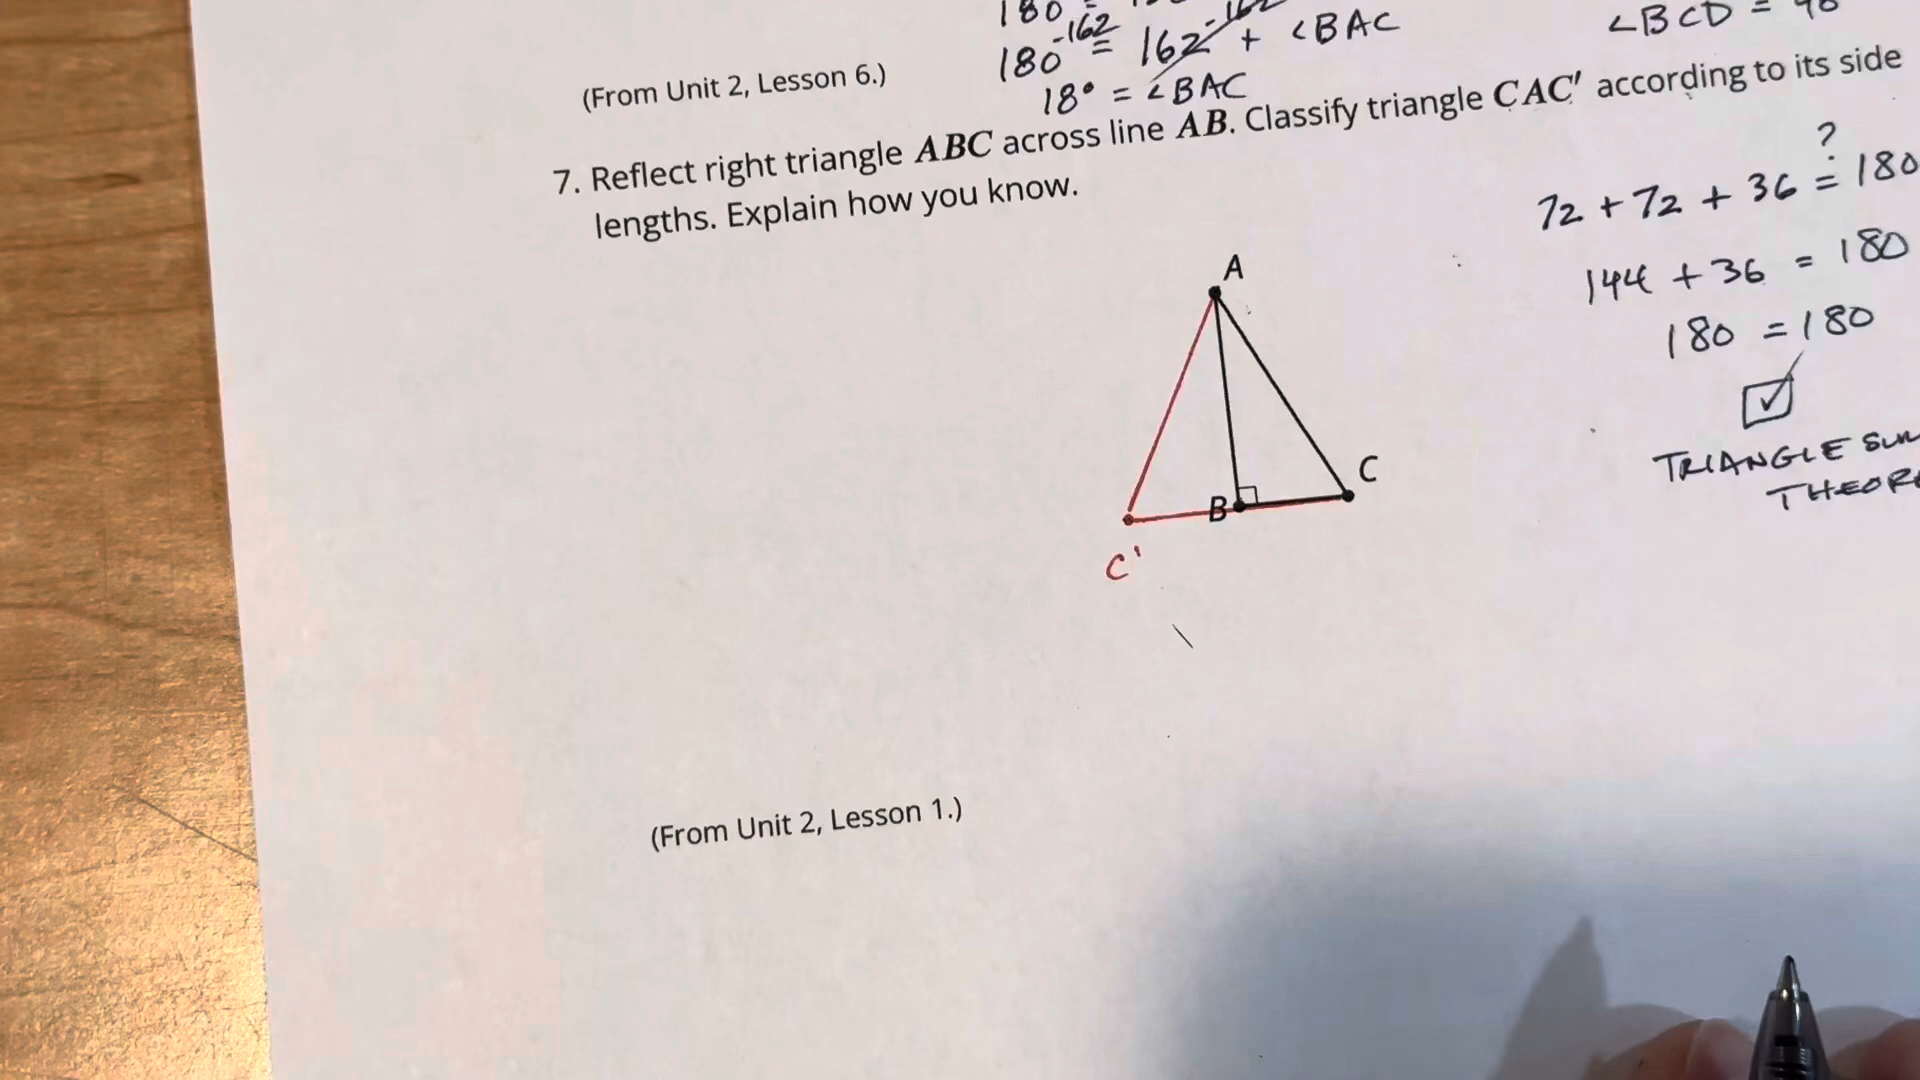 180 =
-162 -162
180 = 162 + <BAC
18° = <BAC
<BCD =
(From Unit 2, Lesson 6.)
7. Reflect right triangle ABC across line AB. Classify triangle CAC′ according to its side
lengths. Explain how you know.
?
72 + 72 + 36 = 180
144 + 36 = 180
180 = 180
TRIANGLE
A
B
C
C'
(From Unit 2, Lesson 1.)